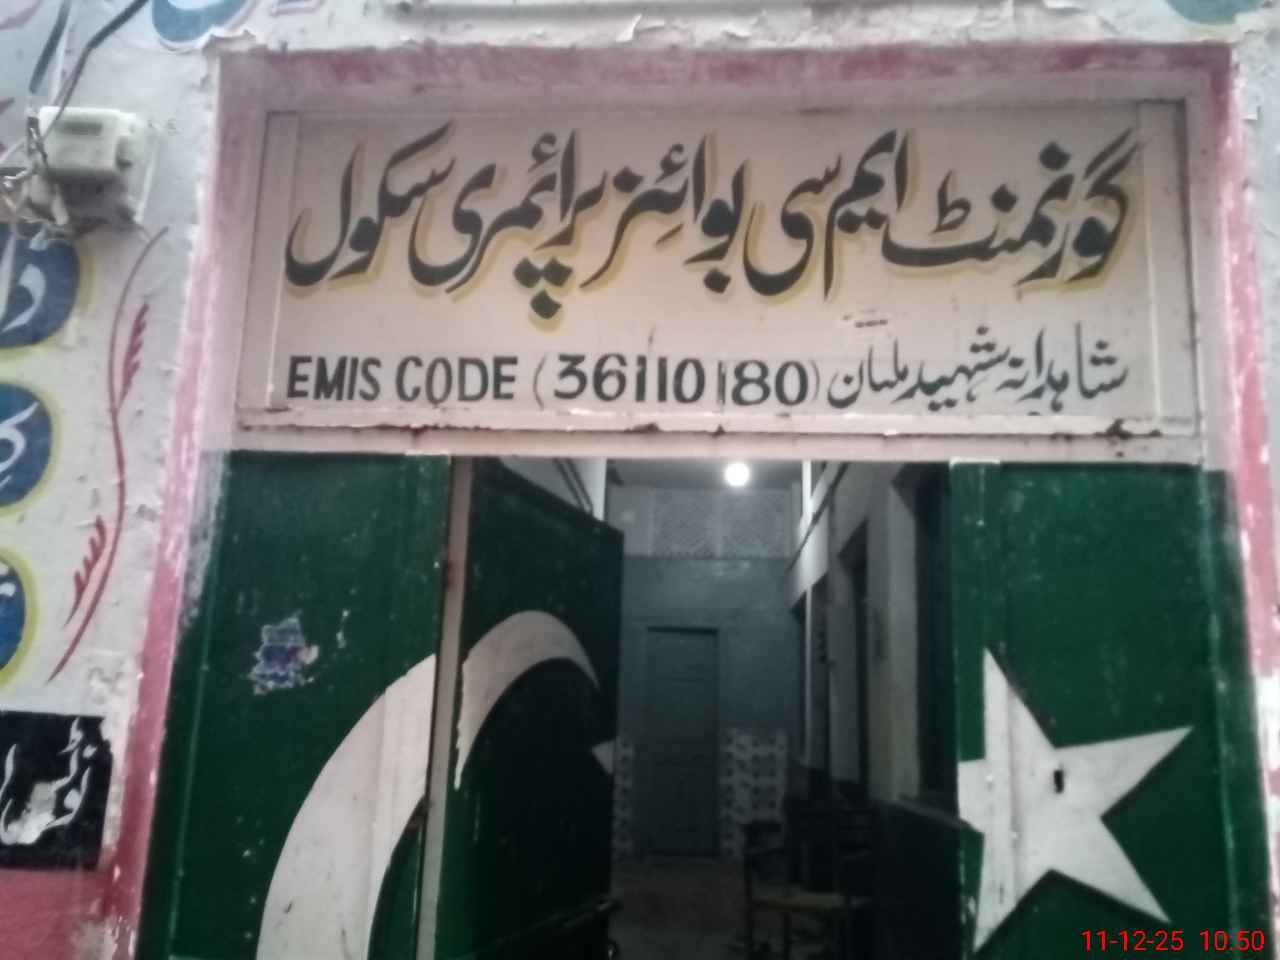 گورنمنٹ ایم سی بوائز پرائمری سکول
شاہدانہ شہید ملتان EMIS CODE (36110180)
11-12-25 10:50